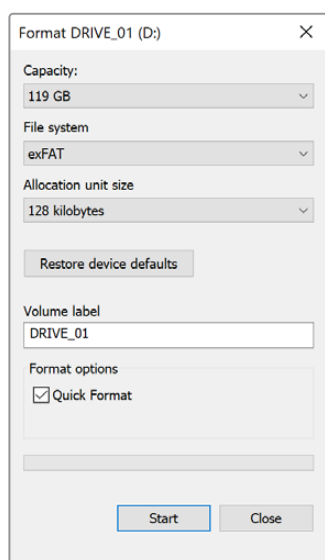 Format DRIVE_01 (D:)
Capacity:
119 GB
File system
exFAT
Allocation unit size
128 kilobytes
Restore device defaults
Volume label
DRIVE_01
Format options
Quick Format
Start Close